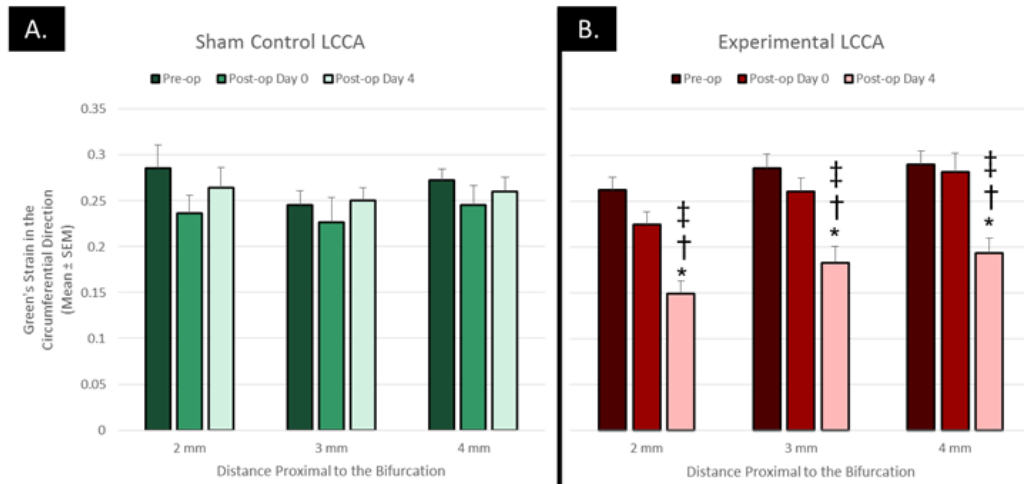 A.
Sham Control LCCA
Pre-op Post-op Day 0 Post-op Day 4
Green's Strain in the
Circumferential Direction
(Mean ± SEM)
0.35
0.3
0.25
0.2
0.15
0.1
0.05
0
2 mm 3 mm 4 mm
Distance Proximal to the Bifurcation
B.
Experimental LCCA
Pre-op Post-op Day 0 Post-op Day 4
‡ ‡ ‡
† † †
* * *
2 mm 3 mm 4 mm
Distance Proximal to the Bifurcation